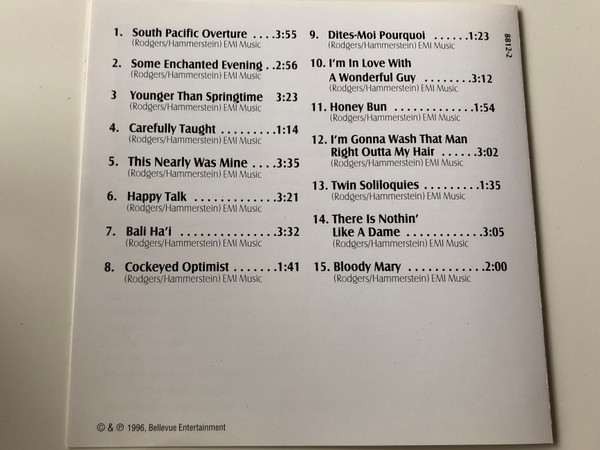 1. South Pacific Overture ....3:55
(Rodgers/Hammerstein) EMI Music
2. Some Enchanted Evening ..2:56
(Rodgers/Hammerstein) EMI Music
3 Younger Than Springtime 3:23
(Rodgers/Hammerstein) EMI Music
4. Carefully Taught .........1:14
(Rodgers/Hammerstein) EMI Music
5. This Nearly Was Mine ....3:35
(Rodgers/Hammerstein) EMI Music
6. Happy Talk .............3:21
(Rodgers/Hammerstein) EMI Music
7. Bali Ha'i ..............3:32
(Rodgers/Hammerstein) EMI Music
8. Cockeyed Optimist .......1:41
(Rodgers/Hammerstein) EMI Music
9. Dites-Moi Pourquoi ......1:23
(Rodgers/Hammerstein) EMI Music
10. I'm In Love With
A Wonderful Guy ........3:12
(Rodgers/Hammerstein) EMI Music
11. Honey Bun ............1:54
(Rodgers/Hammerstein) EMI Music
12. I'm Gonna Wash That Man
Right Outta My Hair ......3:02
(Rodgers/Hammerstein) EMI Music
13. Twin Soliloquies .........1:35
(Rodgers/Hammerstein) EMI Music
14. There Is Nothin'
Like A Dame ............3:05
(Rodgers/Hammerstein) EMI Music
15. Bloody Mary ............2:00
(Rodgers/Hammerstein) EMI Music
8812-2
© & ℗ 1996, Bellevue Entertainment